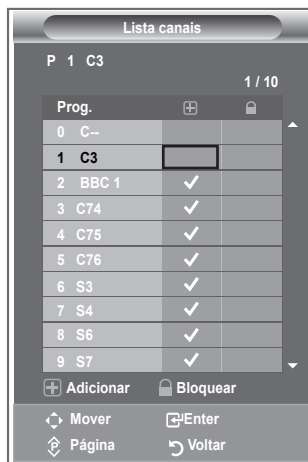 Lista canais
P 1 C3
1 / 10
Prog.
0 C--
1 C3
2 BBC 1
3 C74
4 C75
5 C76
6 S3
7 S4
8 S6
9 S7
Adicionar Bloquear
Mover Enter
Página Voltar